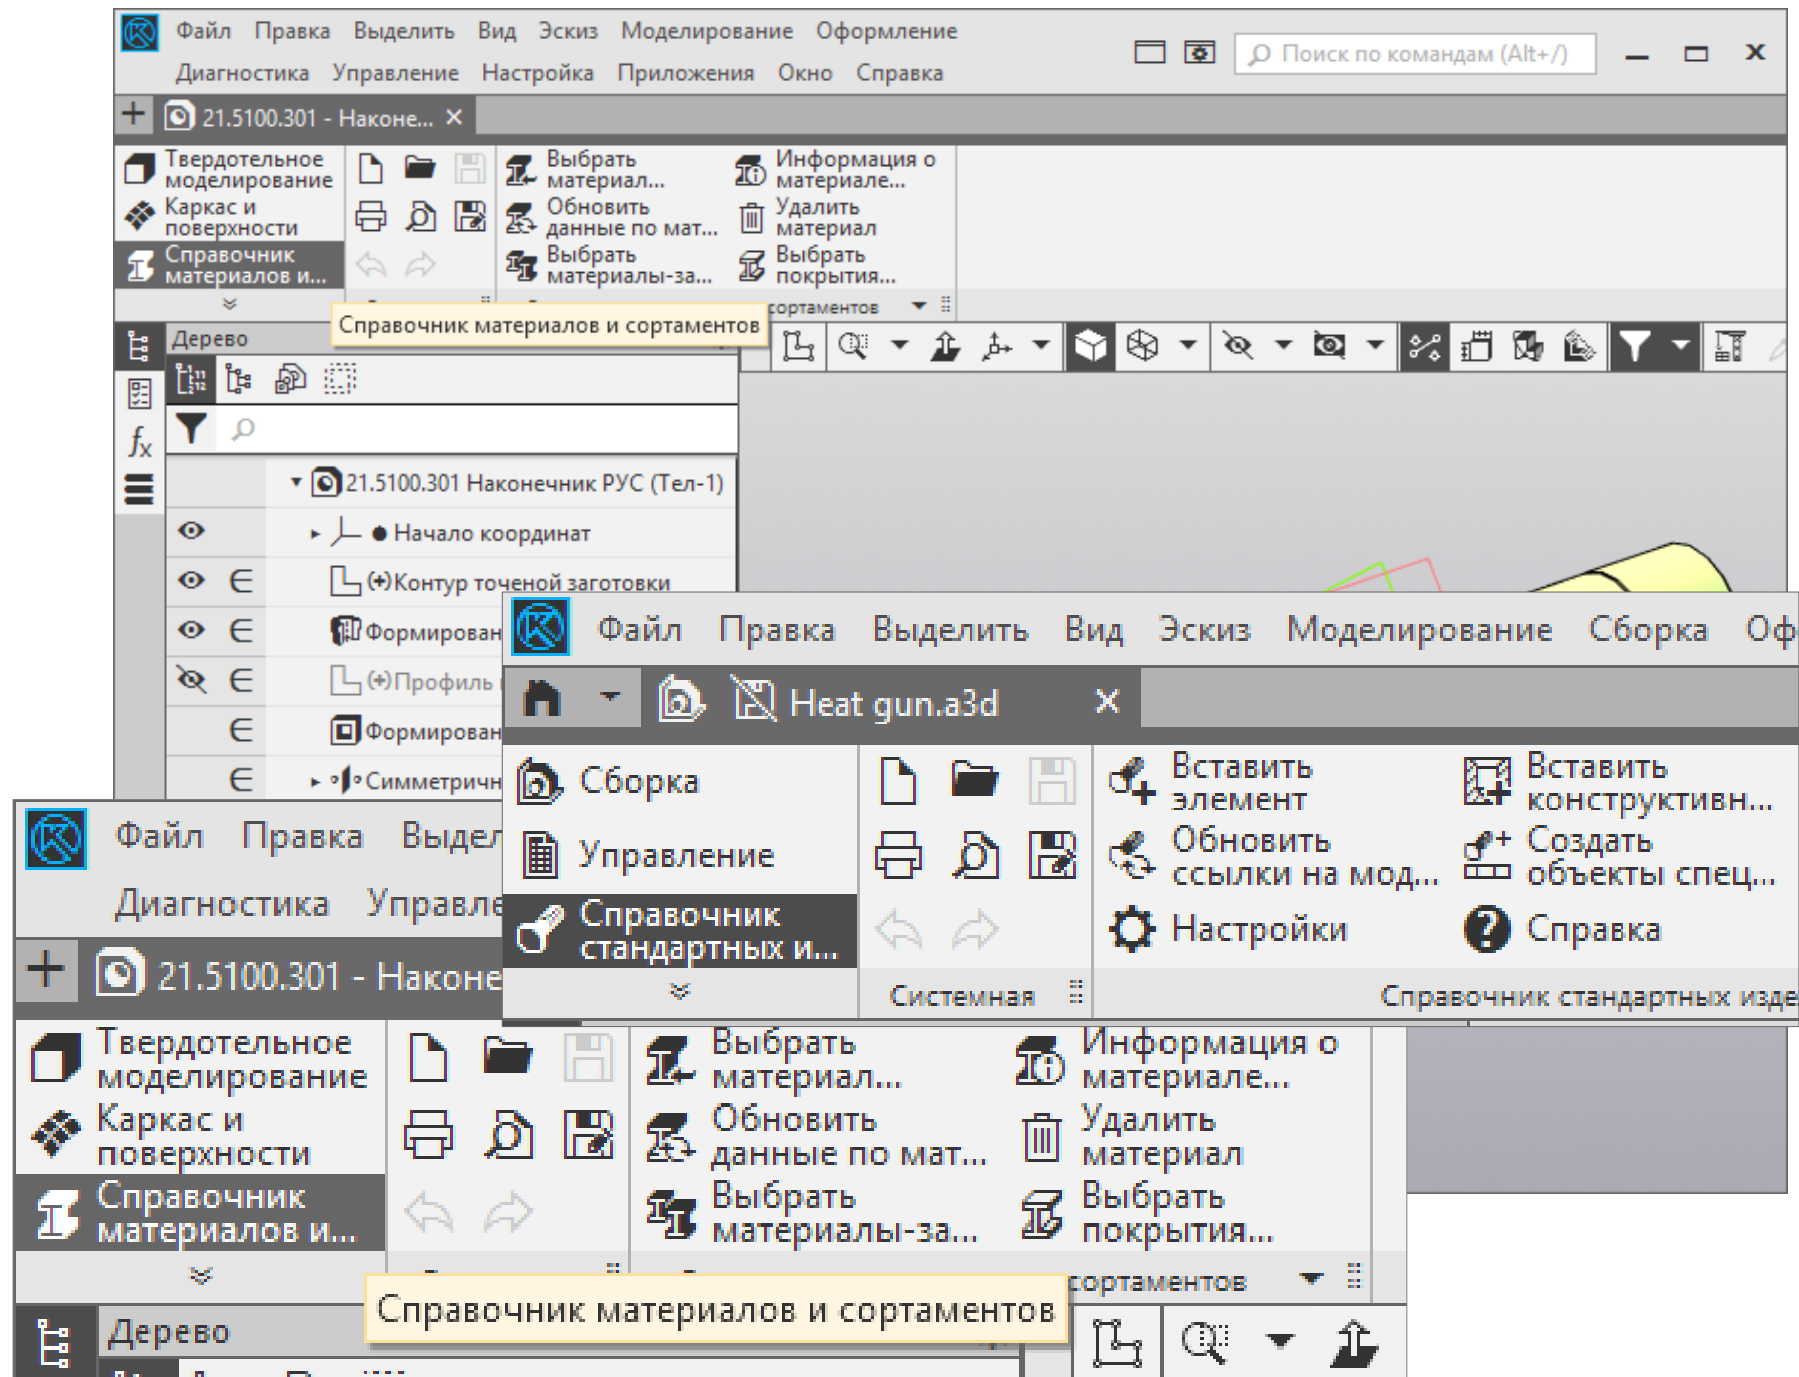 Файл Правка Выделить Вид Эскиз Моделирование Оформление
Диагностика Управление Настройка Приложения Окно Справка
Поиск по командам (Alt+/)
21.5100.301 - Наконе...
Твердотельное
моделирование
Каркас и
поверхности
Справочник
материалов и...
Выбрать
материал...
Обновить
данные по мат...
Выбрать
материалы-за...
Информация о
материале...
Удалить
материал
Выбрать
покрытия...
сортаментов
Справочник материалов и сортаментов
Дерево
21.5100.301 Наконечник РУС (Тел-1)
Начало координат
(+)Контур точеной заготовки
Формирован
(+)Профиль
Формирован
Симметричн
Файл Правка Выделить Вид Эскиз Моделирование Сборка Оф
Heat gun.a3d
Сборка
Управление
Справочник
стандартных и...
Системная
Вставить
элемент
Обновить
ссылки на мод...
Настройки
Вставить
конструктивн...
Создать
объекты спец...
Справка
Справочник стандартных изде
Файл Правка Выдел
Диагностика Управле
21.5100.301 - Наконе
Твердотельное
моделирование
Каркас и
поверхности
Справочник
материалов и...
Выбрать
материал...
Обновить
данные по мат...
Выбрать
материалы-за...
Информация о
материале...
Удалить
материал
Выбрать
покрытия...
сортаментов
Справочник материалов и сортаментов
Дерево